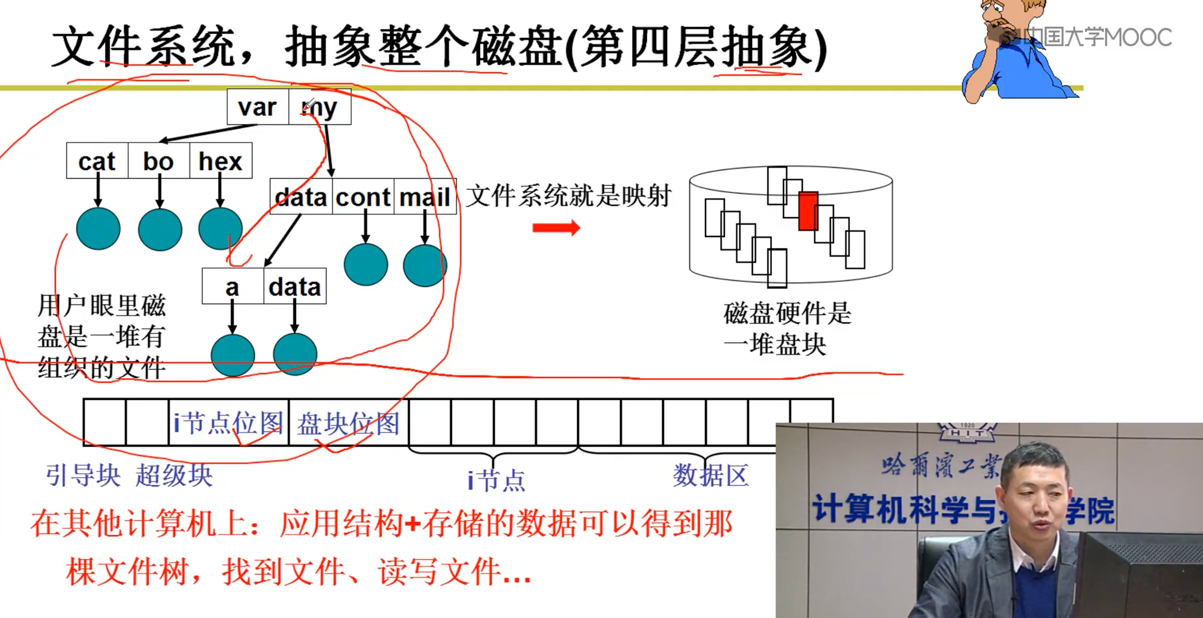 文件系统，抽象整个磁盘(第四层抽象)
中国大学MOOC
var my
cat bo hex
data cont mail
文件系统就是映射
a data
用户眼里磁
盘是一堆有
组织的文件
磁盘硬件是
一堆盘块
i节点位图 盘块位图
引导块 超级块 i节点 数据区
在其他计算机上：应用结构+存储的数据可以得到那
棵文件树，找到文件、读写文件...
1920
HIT
哈爾濱工業
计算机科学与 学院